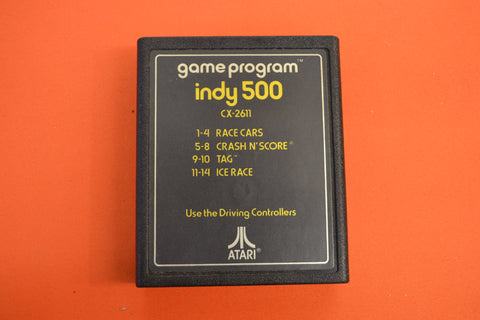 game program™
indy 500
CX-2611
1-4 RACE CARS
5-8 CRASH N' SCORE®
9-10 TAG™
11-14 ICE RACE
Use the Driving Controllers
ATARI®